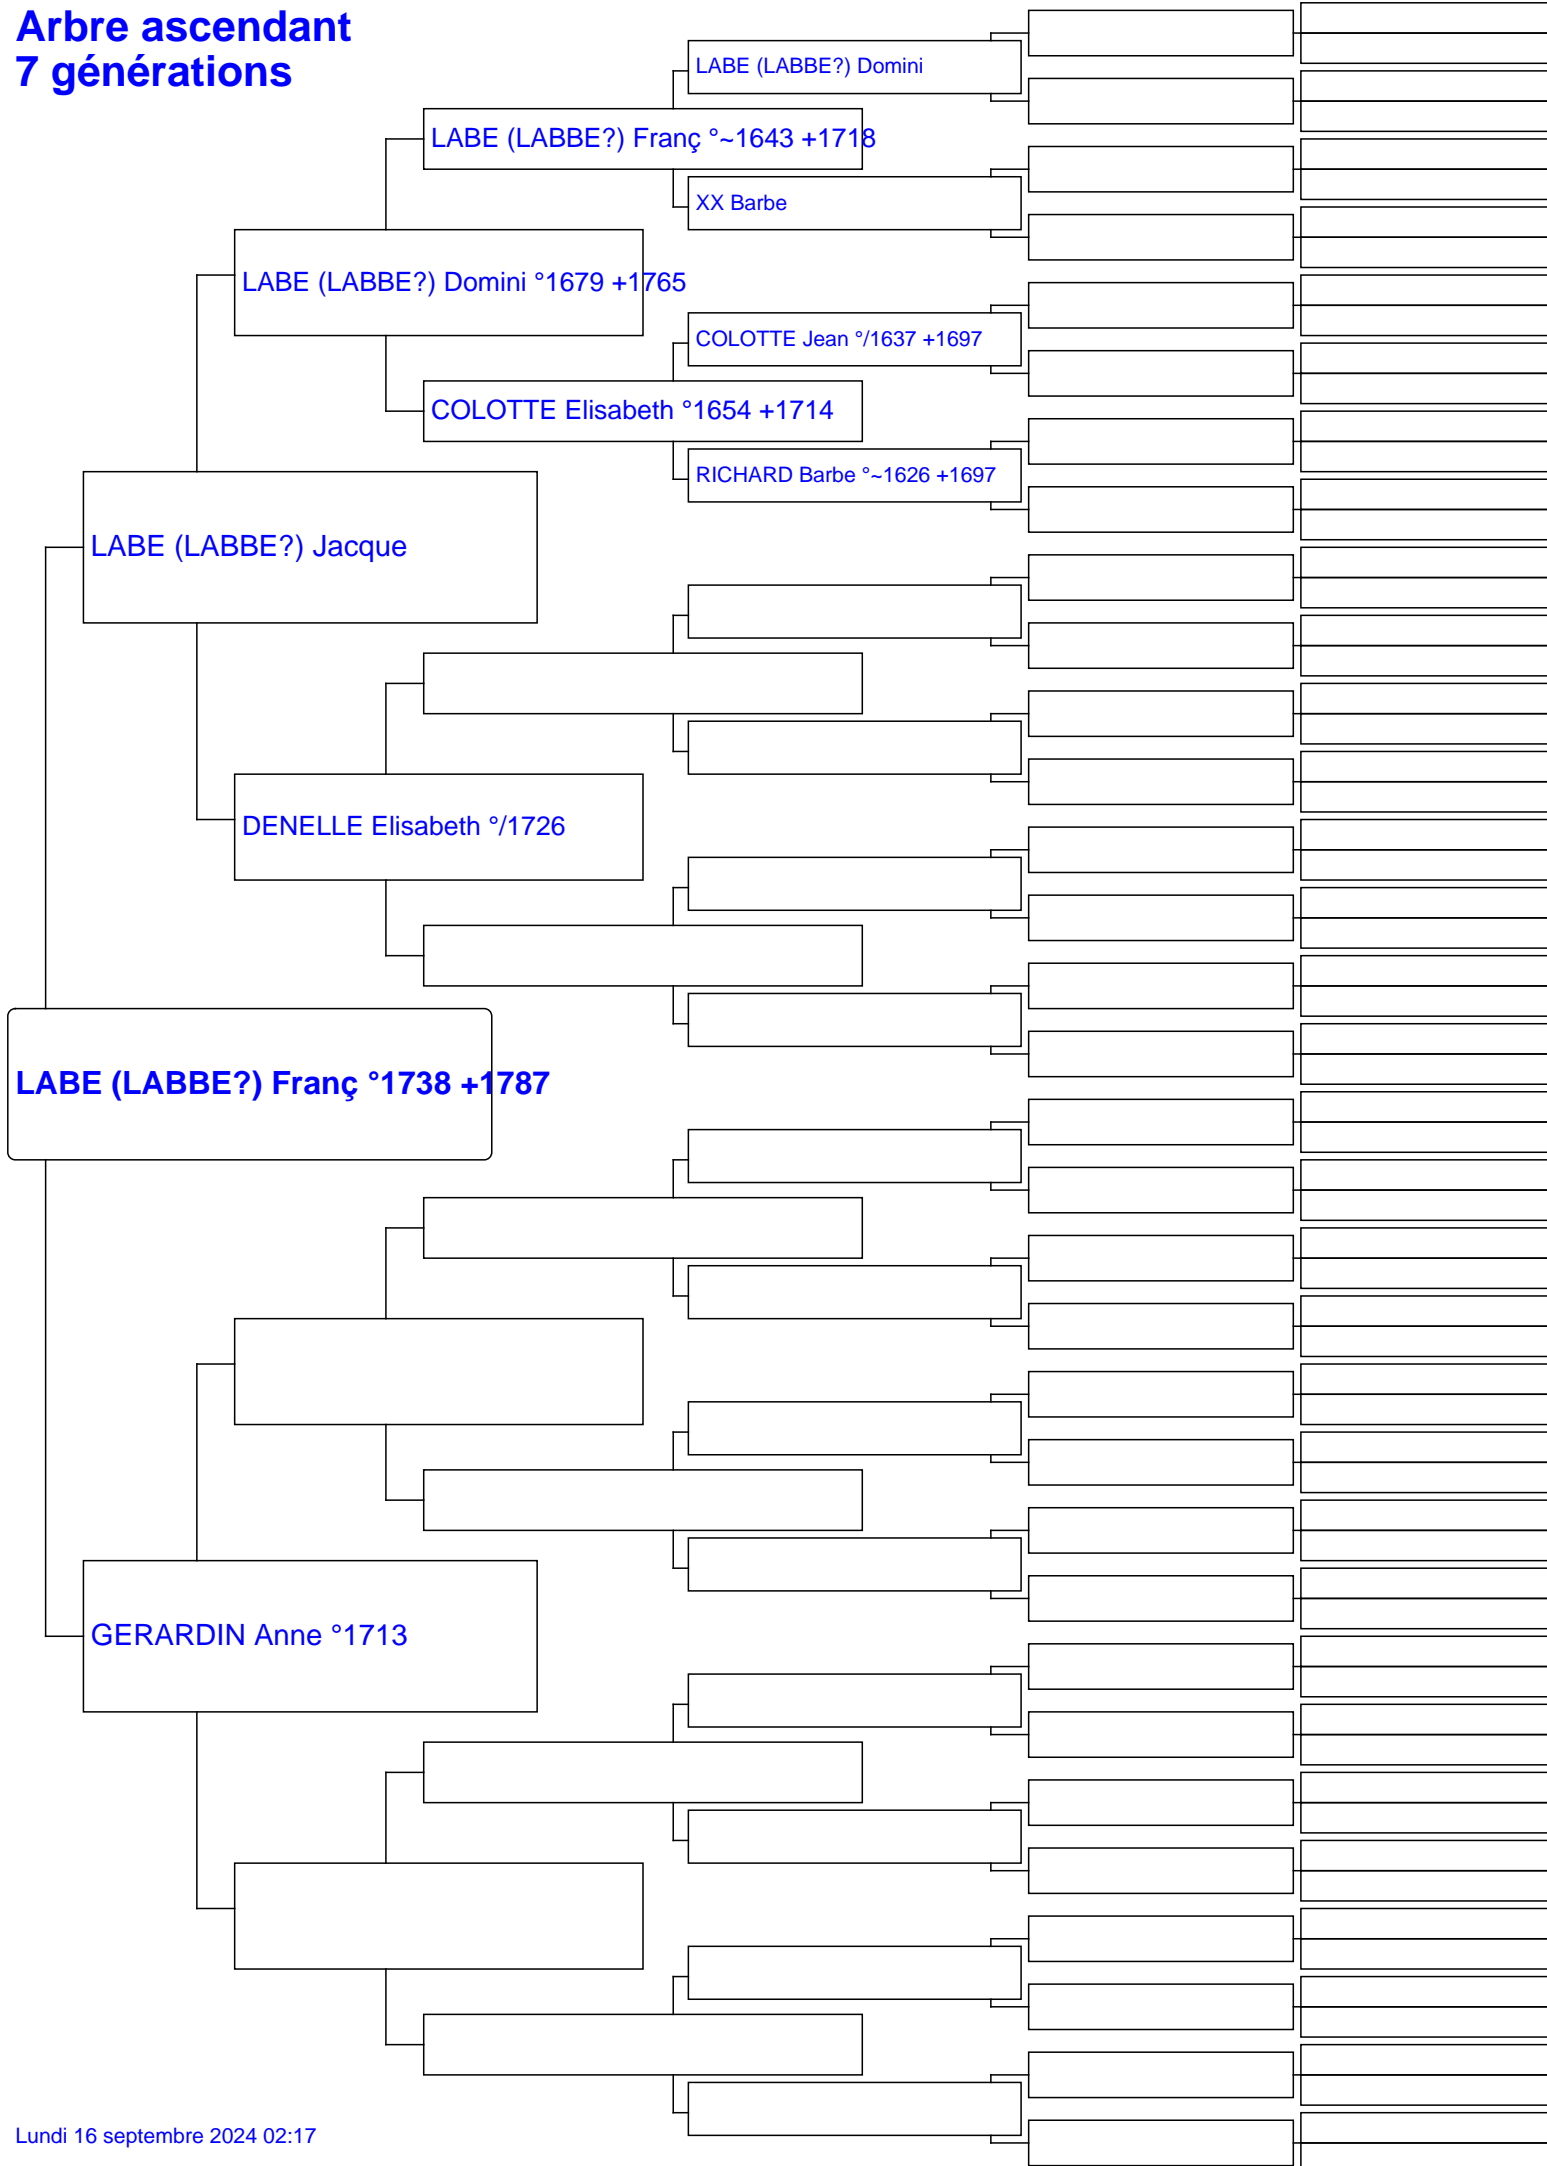 Arbre ascendant
7 générations
LABE (LABBE?) Domini
LABE (LABBE?) Franç °~1643 +1718
XX Barbe
LABE (LABBE?) Domini °1679 +1765
COLOTTE Jean °/1637 +1697
COLOTTE Elisabeth °1654 +1714
RICHARD Barbe °~1626 +1697
LABE (LABBE?) Jacque
DENELLE Elisabeth °/1726
LABE (LABBE?) Franç °1738 +1787
GERARDIN Anne °1713
Lundi 16 septembre 2024 02:17